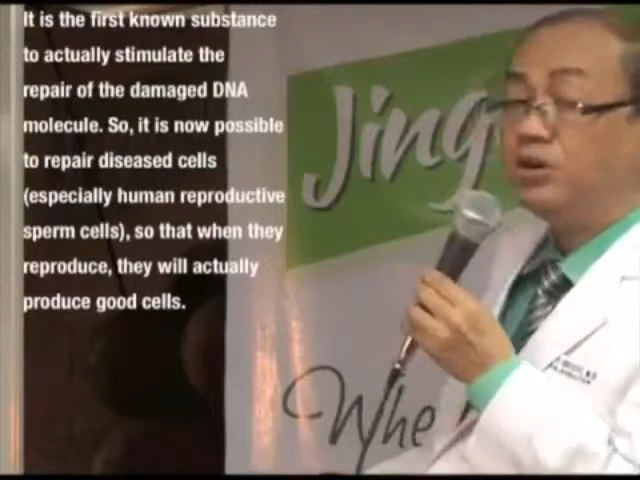 It is the first known substance
to actually stimulate the
repair of the damaged DNA
molecule. So, it is now possible
to repair diseased cells
(especially human reproductive
sperm cells), so that when they
reproduce, they will actually
produce good cells.
Jing
Whe